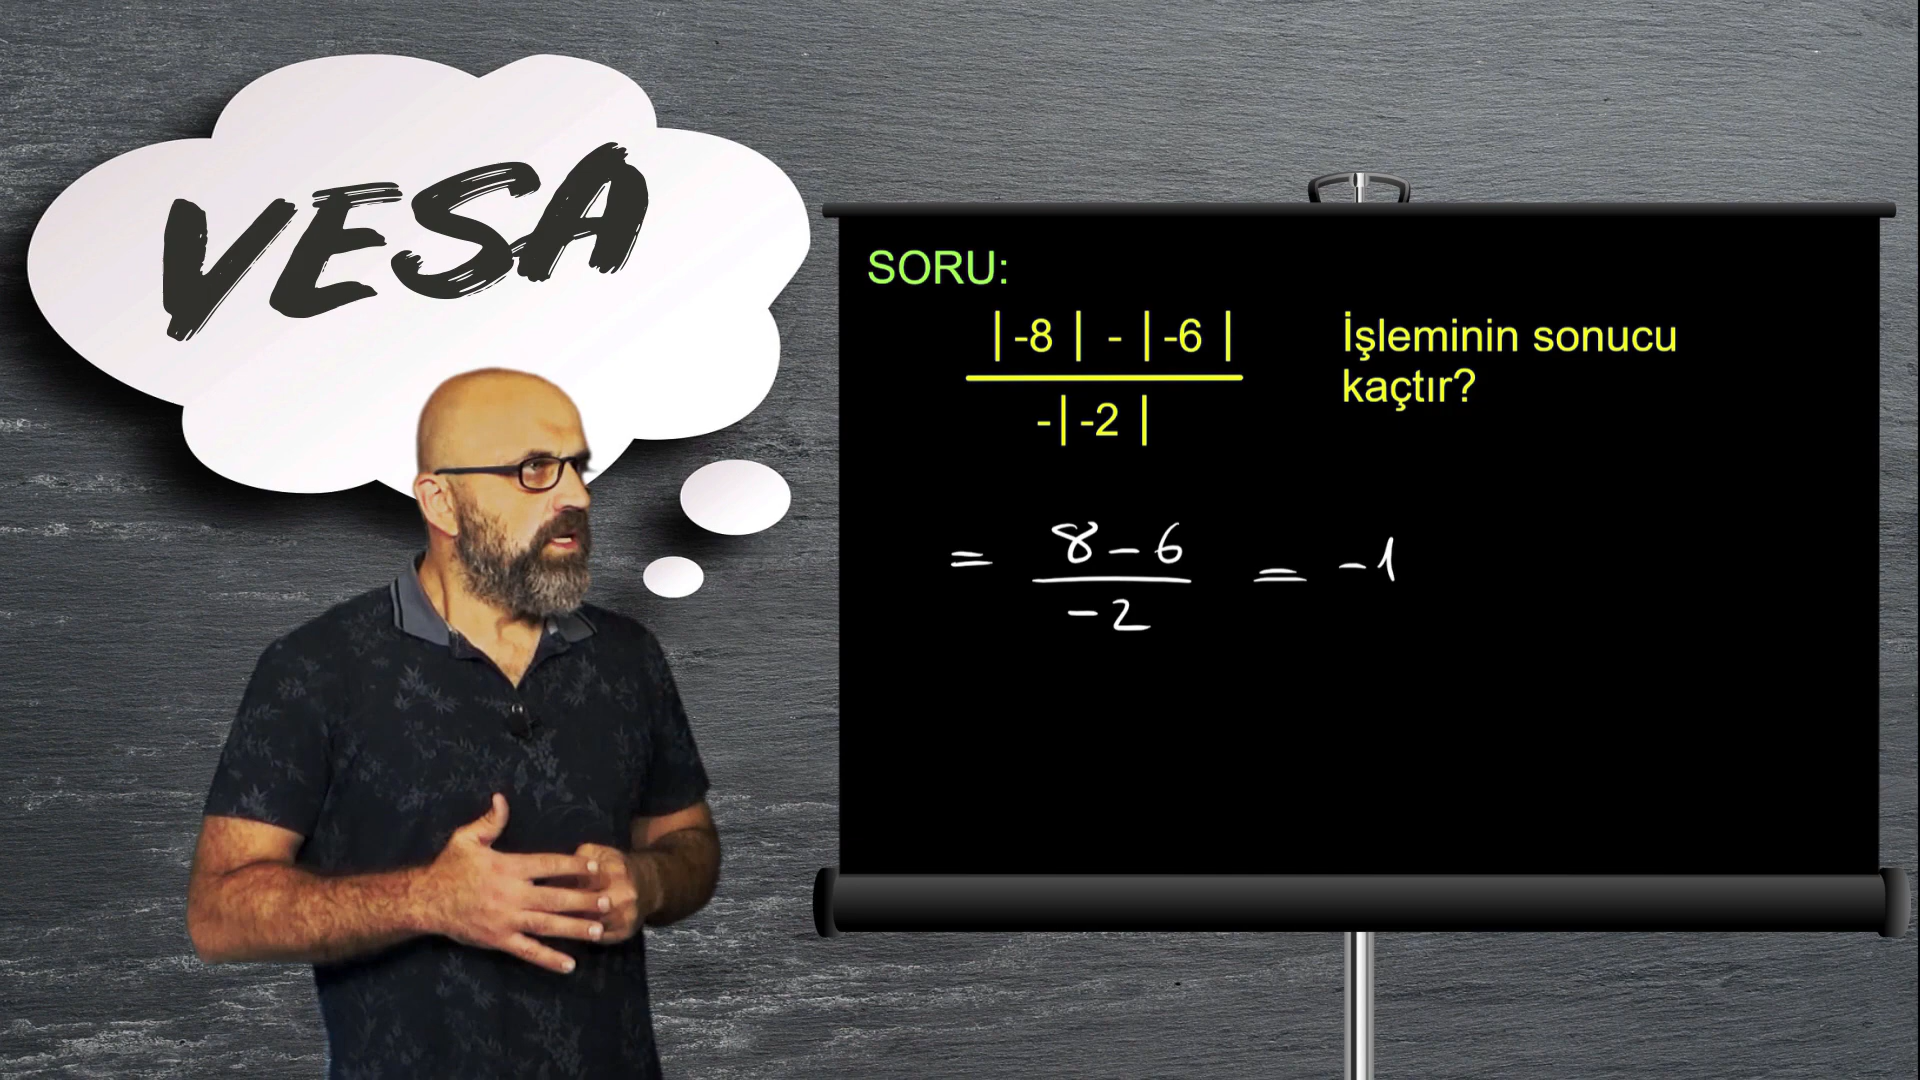 VESA
SORU:
|-8 | - |-6 |
İşleminin sonucu
kaçtır?
-|-2 |
= 8 - 6 = -1
-2